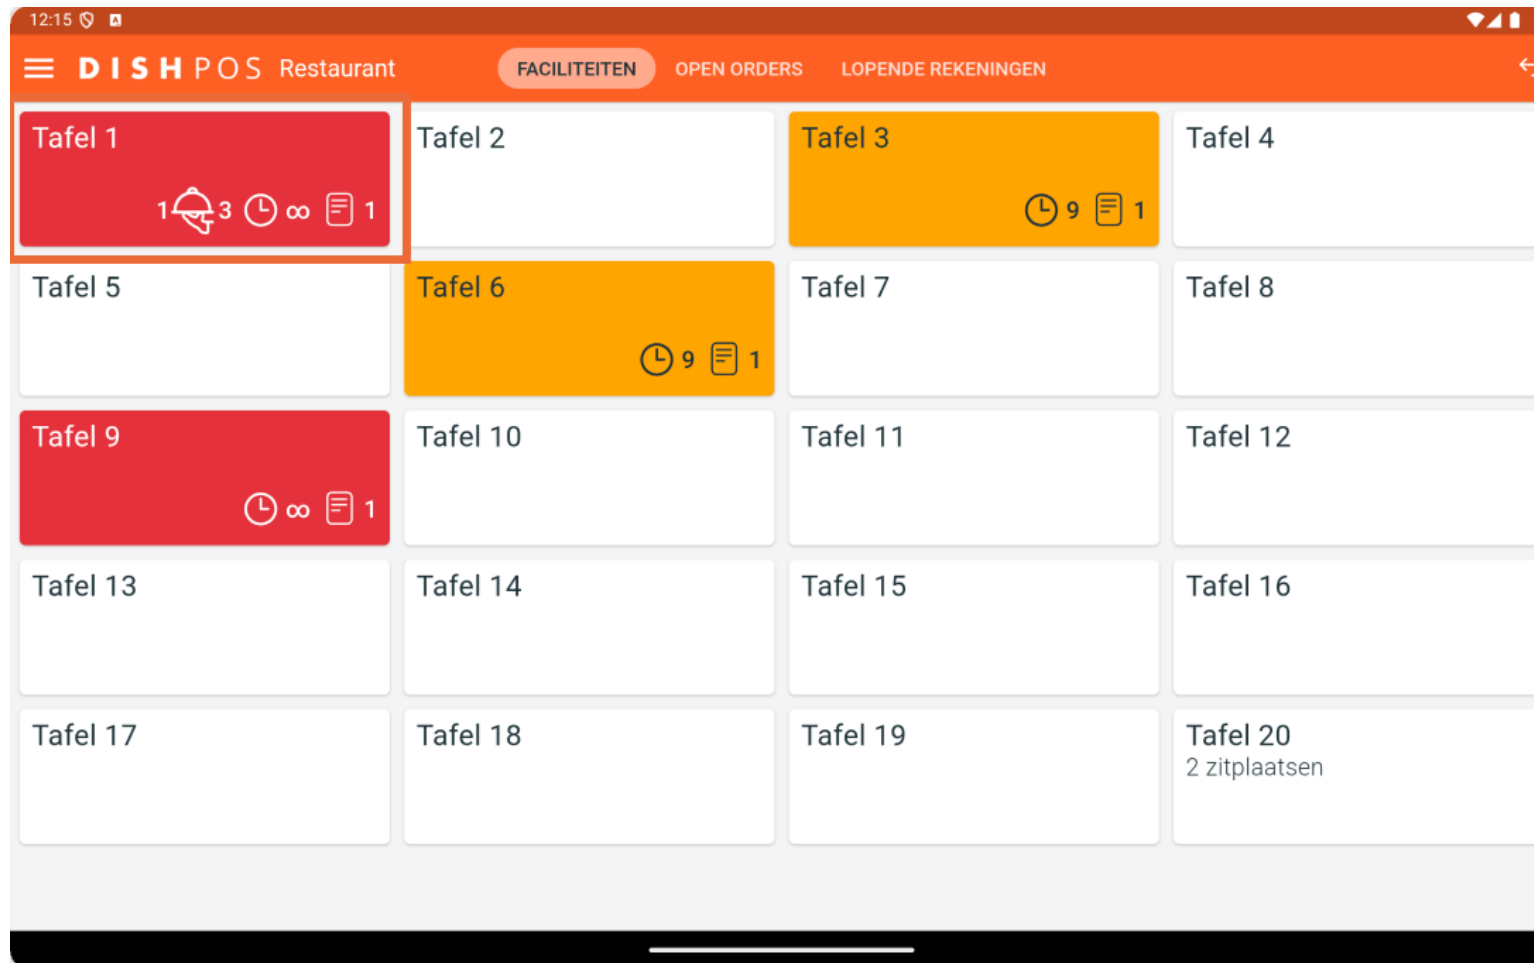 12:15
DISH POS Restaurant FACILITEITEN OPEN ORDERS LOPENDE REKENINGEN
Tafel 1 Tafel 2 Tafel 3 Tafel 4
1 3 ∞ 1 9 1
Tafel 5 Tafel 6 Tafel 7 Tafel 8
9 1
Tafel 9 Tafel 10 Tafel 11 Tafel 12
∞ 1
Tafel 13 Tafel 14 Tafel 15 Tafel 16
Tafel 17 Tafel 18 Tafel 19 Tafel 20
2 zitplaatsen